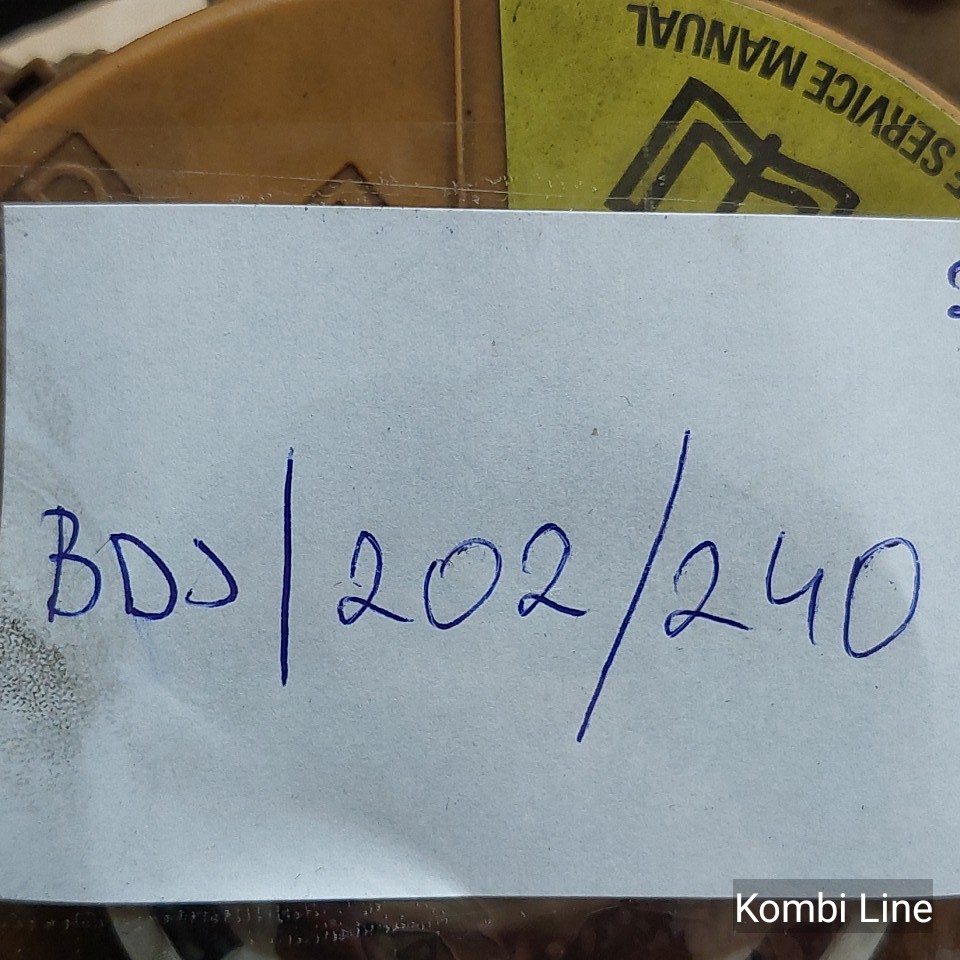 SERVICE MANUAL
BDJ/202/240
Kombi Line